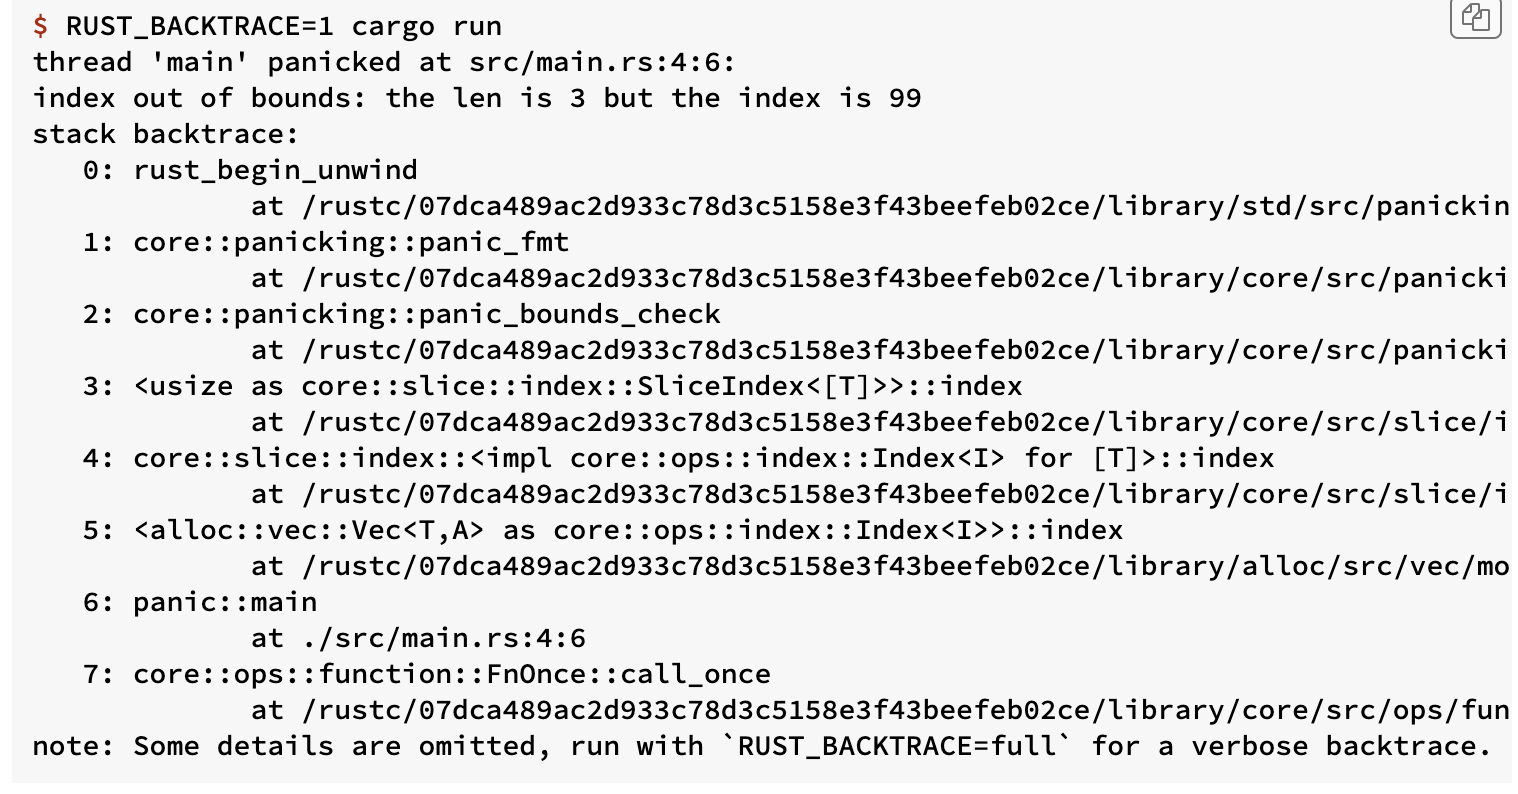 $ RUST_BACKTRACE=1 cargo run
thread 'main' panicked at src/main.rs:4:6:
index out of bounds: the len is 3 but the index is 99
stack backtrace:
   0: rust_begin_unwind
             at /rustc/07dca489ac2d933c78d3c5158e3f43beefeb02ce/library/std/src/panickin
   1: core::panicking::panic_fmt
             at /rustc/07dca489ac2d933c78d3c5158e3f43beefeb02ce/library/core/src/panicki
   2: core::panicking::panic_bounds_check
             at /rustc/07dca489ac2d933c78d3c5158e3f43beefeb02ce/library/core/src/panicki
   3: <usize as core::slice::index::SliceIndex<[T]>>::index
             at /rustc/07dca489ac2d933c78d3c5158e3f43beefeb02ce/library/core/src/slice/i
   4: core::slice::index::<impl core::ops::index::Index<I> for [T]>::index
             at /rustc/07dca489ac2d933c78d3c5158e3f43beefeb02ce/library/core/src/slice/i
   5: <alloc::vec::Vec<T,A> as core::ops::index::Index<I>>::index
             at /rustc/07dca489ac2d933c78d3c5158e3f43beefeb02ce/library/alloc/src/vec/mo
   6: panic::main
             at ./src/main.rs:4:6
   7: core::ops::function::FnOnce::call_once
             at /rustc/07dca489ac2d933c78d3c5158e3f43beefeb02ce/library/core/src/ops/fun
note: Some details are omitted, run with `RUST_BACKTRACE=full` for a verbose backtrace.